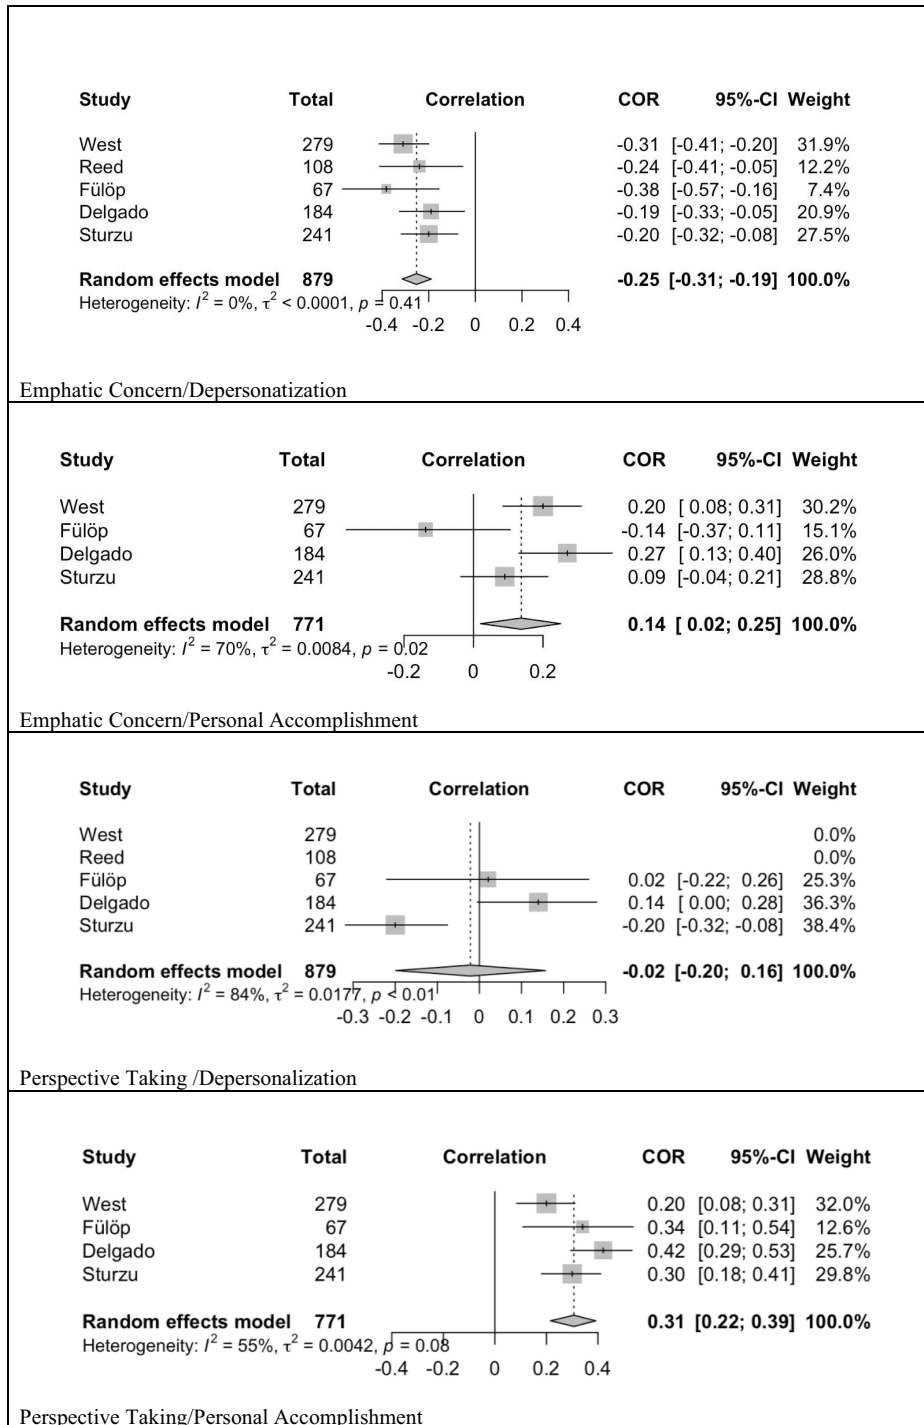 Study Total Correlation COR 95%-CI Weight
West 279 -0.31 [-0.41; -0.20] 31.9%
Reed 108 -0.24 [-0.41; -0.05] 12.2%
Fülöp 67 -0.38 [-0.57; -0.16] 7.4%
Delgado 184 -0.19 [-0.33; -0.05] 20.9%
Sturzu 241 -0.20 [-0.32; -0.08] 27.5%
Random effects model 879 -0.25 [-0.31; -0.19] 100.0%
Heterogeneity: I² = 0%, τ² < 0.0001, p = 0.41
-0.4 -0.2 0 0.2 0.4
Emphatic Concern/Depersonatization
Study Total Correlation COR 95%-CI Weight
West 279 0.20 [ 0.08; 0.31] 30.2%
Fülöp 67 -0.14 [-0.37; 0.11] 15.1%
Delgado 184 0.27 [ 0.13; 0.40] 26.0%
Sturzu 241 0.09 [-0.04; 0.21] 28.8%
Random effects model 771 0.14 [ 0.02; 0.25] 100.0%
Heterogeneity: I² = 70%, τ² = 0.0084, p = 0.02
-0.2 0 0.2
Emphatic Concern/Personal Accomplishment
Study Total Correlation COR 95%-CI Weight
West 279 0.0%
Reed 108 0.0%
Fülöp 67 0.02 [-0.22; 0.26] 25.3%
Delgado 184 0.14 [ 0.00; 0.28] 36.3%
Sturzu 241 -0.20 [-0.32; -0.08] 38.4%
Random effects model 879 -0.02 [-0.20; 0.16] 100.0%
Heterogeneity: I² = 84%, τ² = 0.0177, p < 0.01
-0.3 -0.2 -0.1 0 0.1 0.2 0.3
Perspective Taking /Depersonalization
Study Total Correlation COR 95%-CI Weight
West 279 0.20 [0.08; 0.31] 32.0%
Fülöp 67 0.34 [0.11; 0.54] 12.6%
Delgado 184 0.42 [0.29; 0.53] 25.7%
Sturzu 241 0.30 [0.18; 0.41] 29.8%
Random effects model 771 0.31 [0.22; 0.39] 100.0%
Heterogeneity: I² = 55%, τ² = 0.0042, p = 0.08
-0.4 -0.2 0 0.2 0.4
Perspective Taking/Personal Accomplishment